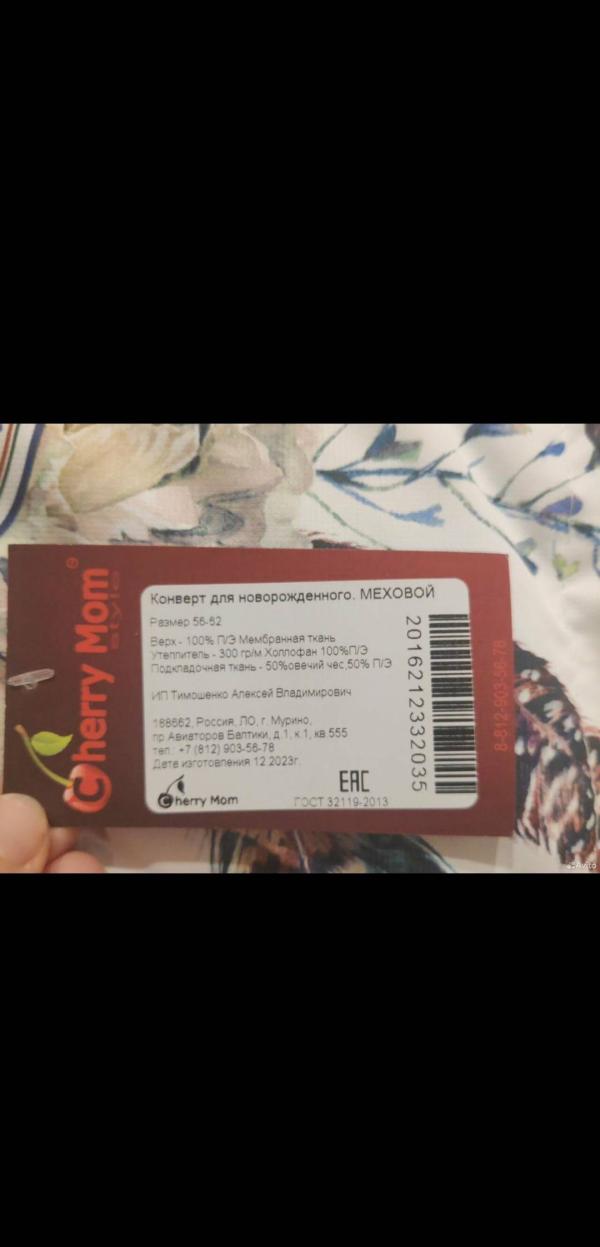 Cherry Mom®
style
Конверт для новорожденного. МЕХОВОЙ
Размер 56-62
Верх - 100% П/Э Мембранная ткань
Утеплитель - 300 гр/м.Холлофан 100%П/Э
Подкладочная ткань - 50%овечий чес,50% П/Э
ИП Тимошенко Алексей Владимирович
188662, Россия, ЛО, г. Мурино,
пр.Авиаторов Балтики, д.1, к.1, кв 555
тел.: +7 (812) 903-56-78
Дата изготовления 12.2023г.
Cherry Mom
EAC
ГОСТ 32119-2013
2016212332035
8-812-903-56-78
Avito